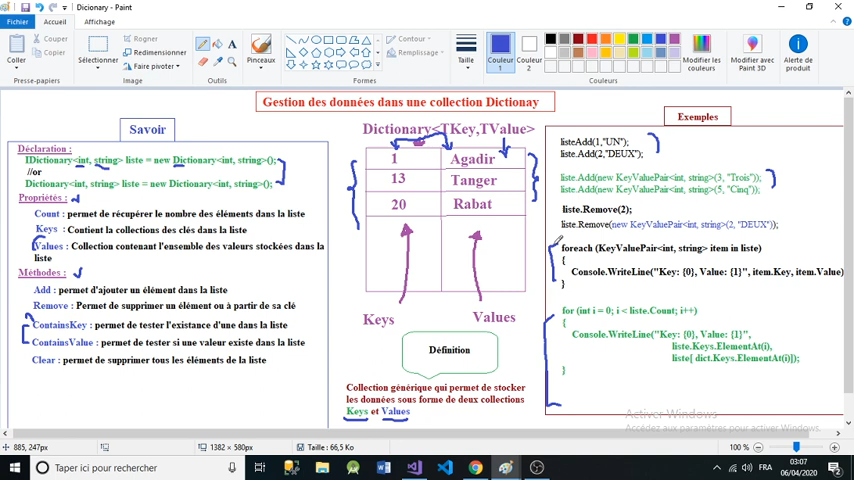 Dictionary - Paint
Fichier Accueil Affichage
Coller
Couper
Copier
Presse-papiers
Sélectionner
Rogner
Redimensionner
Faire pivoter
Image
A
Outils
Pinceaux
Contour
Remplissage
Formes
Taille
Couleur 1
Couleur 2
Couleurs
Modifier les couleurs
Modifier avec Paint 3D
Alerte de produit
Gestion des données dans une collection Dictionay
Savoir
Déclaration :
IDictionary<int, string> liste = new Dictionary<int, string>();
//or
Dictionary<int, string> liste = new Dictionary<int, string>();
Propriétés :
Count : permet de récupérer le nombre des éléments dans la liste
Keys : Contient la collections des clés dans la liste
Values : Collection contenant l'ensemble des valeurs stockées dans la
liste
Méthodes :
Add : permet d'ajouter un élément dans la liste
Remove : Permet de supprimer un élément ou à partir de sa clé
ContainsKey : permet de tester l'existance d'une dans la liste
ContainsValue : permet de tester si une valeur existe dans la liste
Clear : permet de supprimer tous les éléments de la liste
Dictionary<TKey,TValue>
1 Agadir
13 Tanger
20 Rabat
Keys Values
Définition
Collection générique qui permet de stocker
les données sous forme de deux collections
Keys et Values
Exemples
listeAdd(1,"UN");
liste.Add(2,"DEUX");
liste.Add(new KeyValuePair<int, string>(3, "Trois"));
liste.Add(new KeyValuePair<int, string>(5, "Cinq"));
liste.Remove(2);
liste.Remove(new KeyValuePair<int, string>(2, "DEUX"));
foreach (KeyValuePair<int, string> item in liste)
{
Console.WriteLine("Key: {0}, Value: {1}", item.Key, item.Value)
}
for (int i = 0; i < liste.Count; i++)
{
Console.WriteLine("Key: {0}, Value: {1}",
liste.Keys.ElementAt(i),
liste[ dict.Keys.ElementAt(i)]);
}
Activer Windows
Accédez aux paramètres pour activer Windows.
885, 247px
1382 × 580px
Taille : 66,5 Ko
100 %
Taper ici pour rechercher
FRA
03:07
06/04/2020
2